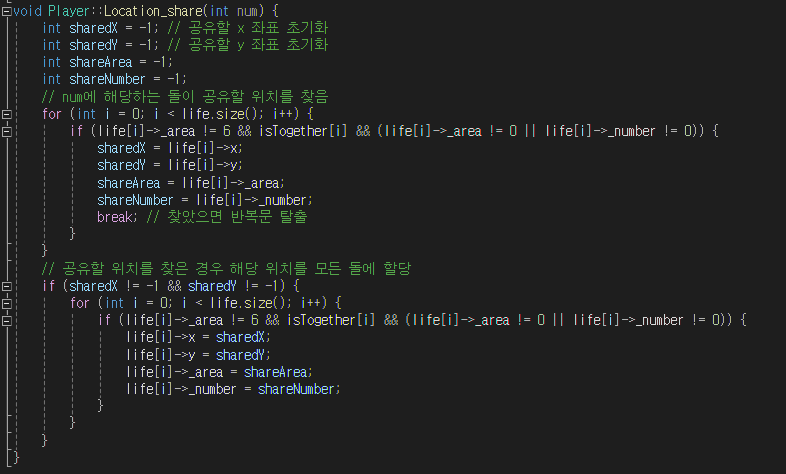 void Player::Location_share(int num) {
int sharedX = -1; // 공유할 x 좌표 초기화
int sharedY = -1; // 공유할 y 좌표 초기화
int shareArea = -1;
int shareNumber = -1;
// num에 해당하는 돌이 공유할 위치를 찾음
for (int i = 0; i < life.size(); i++) {
if (life[i]->_area != 6 && isTogether[i] && (life[i]->_area != 0 || life[i]->_number != 0)) {
sharedX = life[i]->x;
sharedY = life[i]->y;
shareArea = life[i]->_area;
shareNumber = life[i]->_number;
break; // 찾았으면 반복문 탈출
}
}
// 공유할 위치를 찾은 경우 해당 위치를 모든 돌에 할당
if (sharedX != -1 && sharedY != -1) {
for (int i = 0; i < life.size(); i++) {
if (life[i]->_area != 6 && isTogether[i] && (life[i]->_area != 0 || life[i]->_number != 0)) {
life[i]->x = sharedX;
life[i]->y = sharedY;
life[i]->_area = shareArea;
life[i]->_number = shareNumber;
}
}
}
}